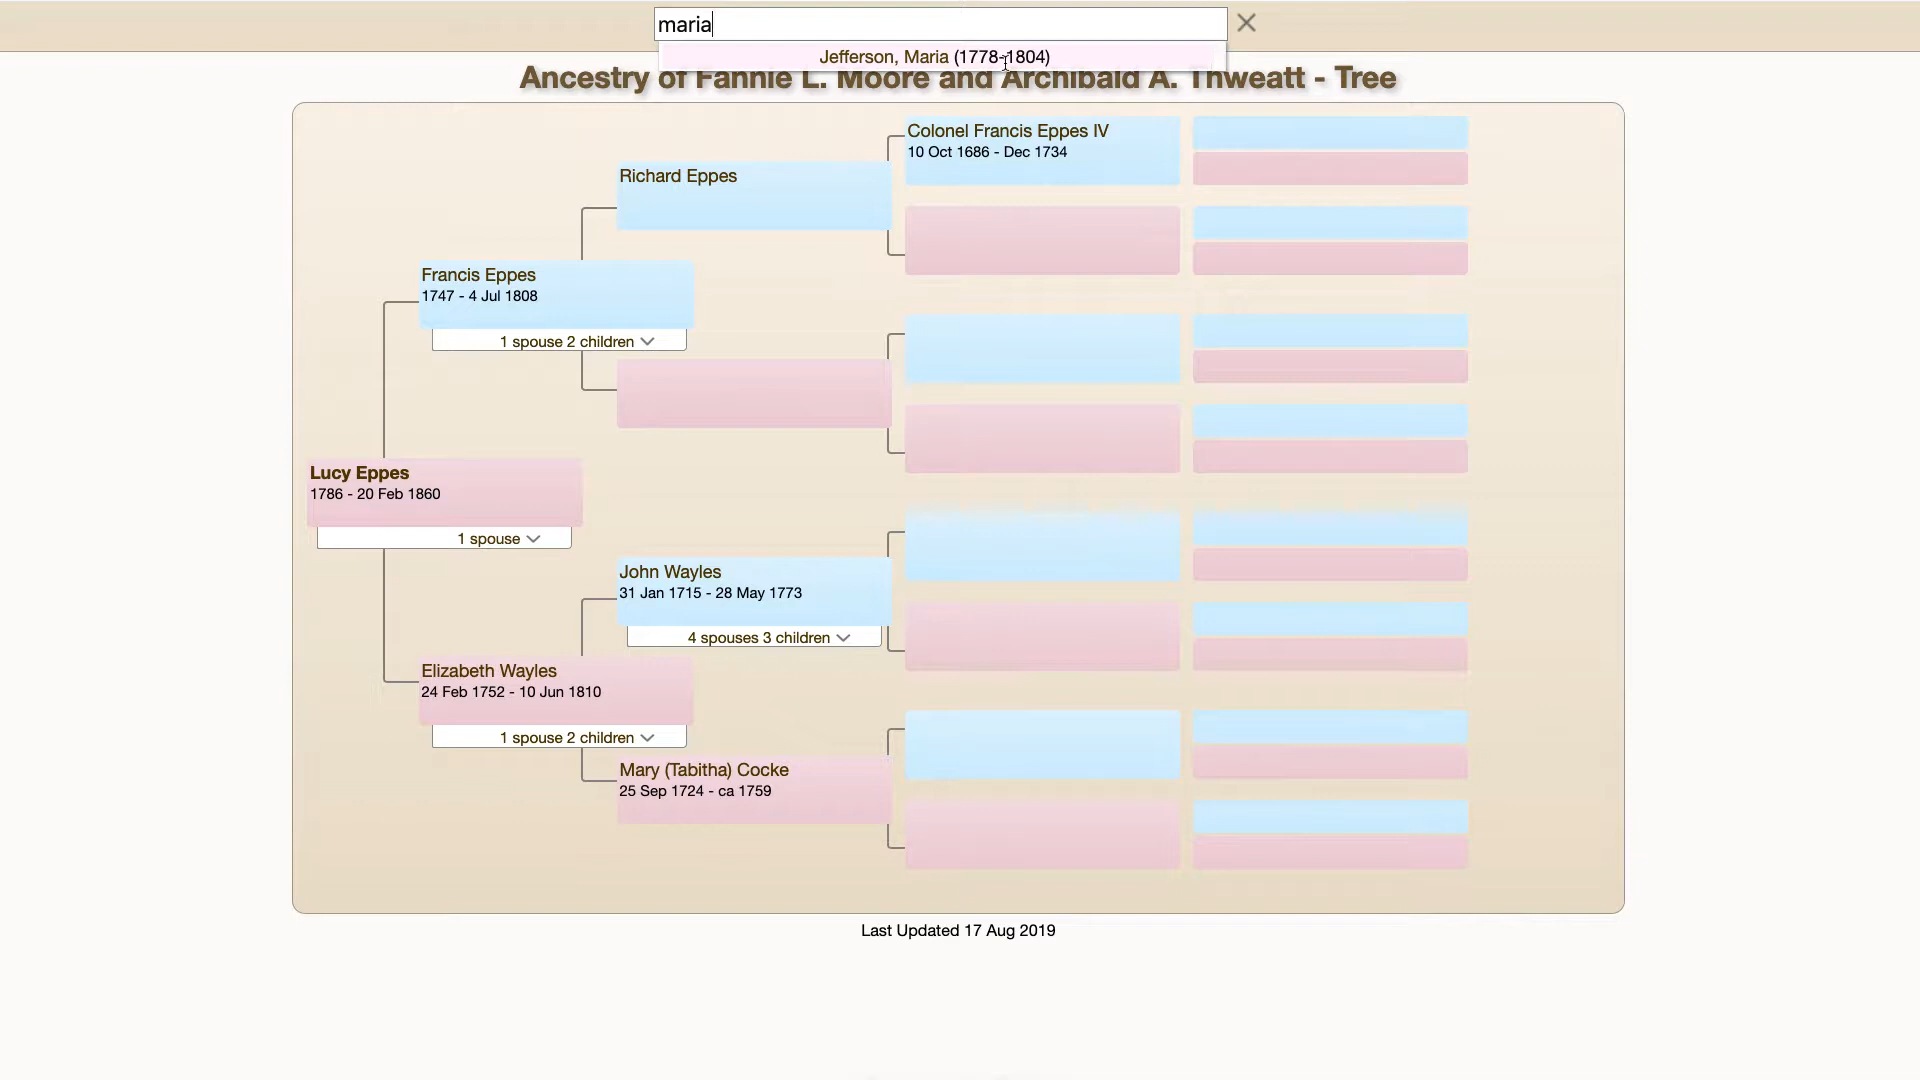 maria
Jefferson, Maria (1778-1804)
Ancestry of Fannie L. Moore and Archibald A. Thweatt - Tree
Colonel Francis Eppes IV
10 Oct 1686 - Dec 1734
Richard Eppes
Francis Eppes
1747 - 4 Jul 1808
1 spouse 2 children
Lucy Eppes
1786 - 20 Feb 1860
1 spouse
John Wayles
31 Jan 1715 - 28 May 1773
4 spouses 3 children
Elizabeth Wayles
24 Feb 1752 - 10 Jun 1810
1 spouse 2 children
Mary (Tabitha) Cocke
25 Sep 1724 - ca 1759
Last Updated 17 Aug 2019